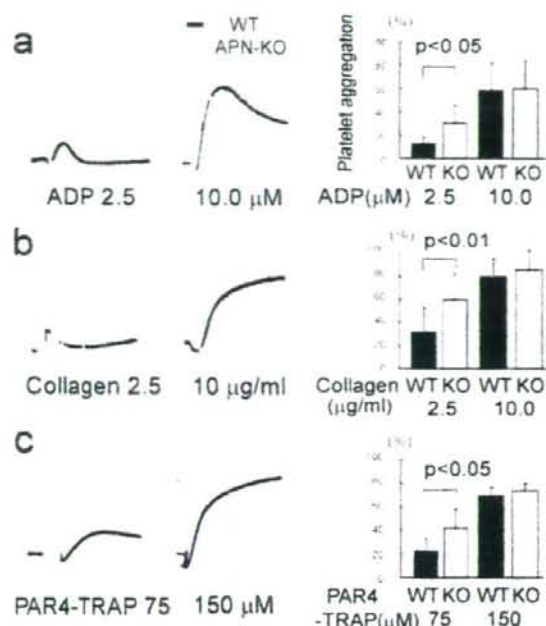 a
WT
APN-KO
ADP 2.5
10.0 μM
Platelet aggregation
(%)
p<0 05
WT KO WT KO
ADP(μM) 2.5 10.0
b
Collagen 2.5
10 μg/ml
(%)
p<0.01
Collagen WT KO WT KO
(μg/ml) 2.5 10.0
c
PAR4-TRAP 75
150 μM
(%)
p<0.05
PAR4 WT KO WT KO
-TRAP(μM) 75 150